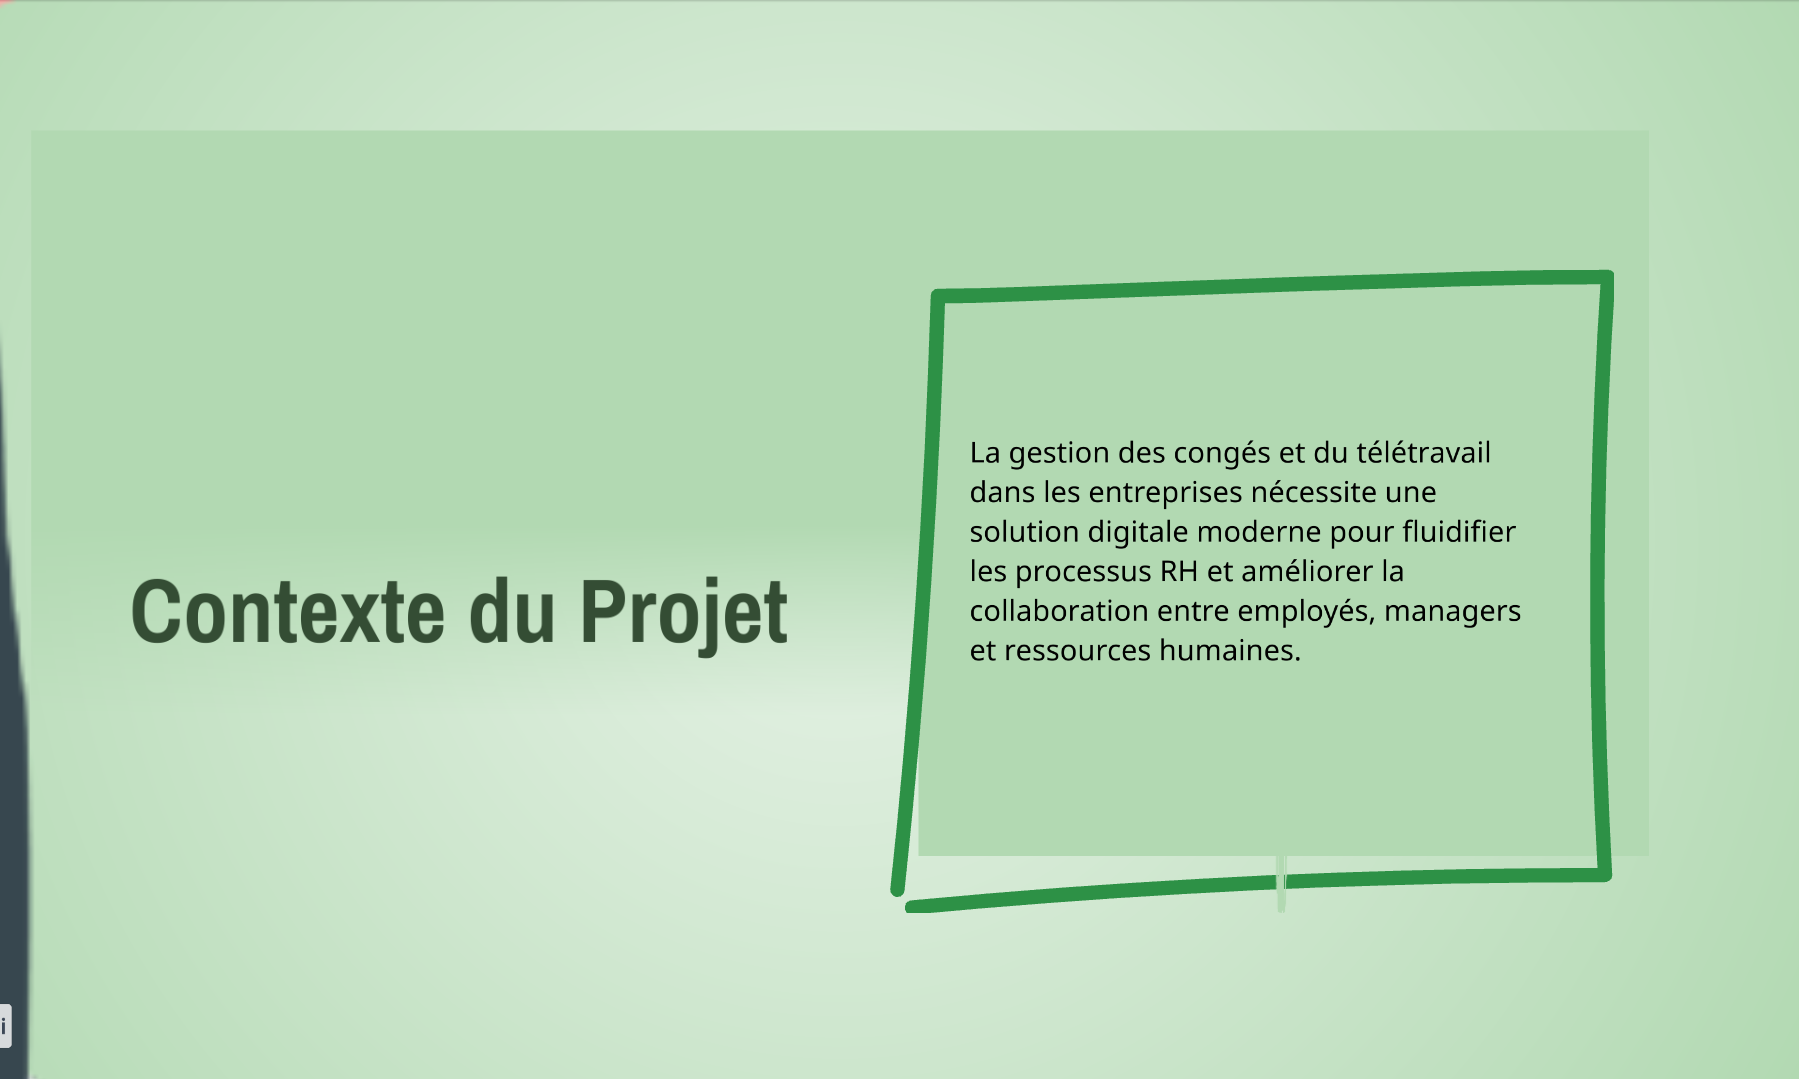 Contexte du Projet
La gestion des congés et du télétravail
dans les entreprises nécessite une
solution digitale moderne pour fluidifier
les processus RH et améliorer la
collaboration entre employés, managers
et ressources humaines.
i